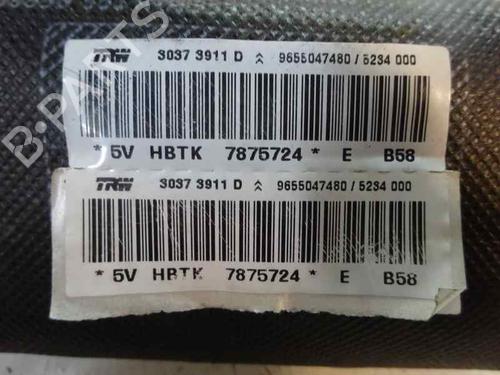 B-PARTS
TRW 3037 3911 D 9655047480 / 5234 000
* 5V HBTK 7875724 * E B58
TRW 3037 3911 D 9655047480 / 5234 000
* 5V HBTK 7875724 * E B58